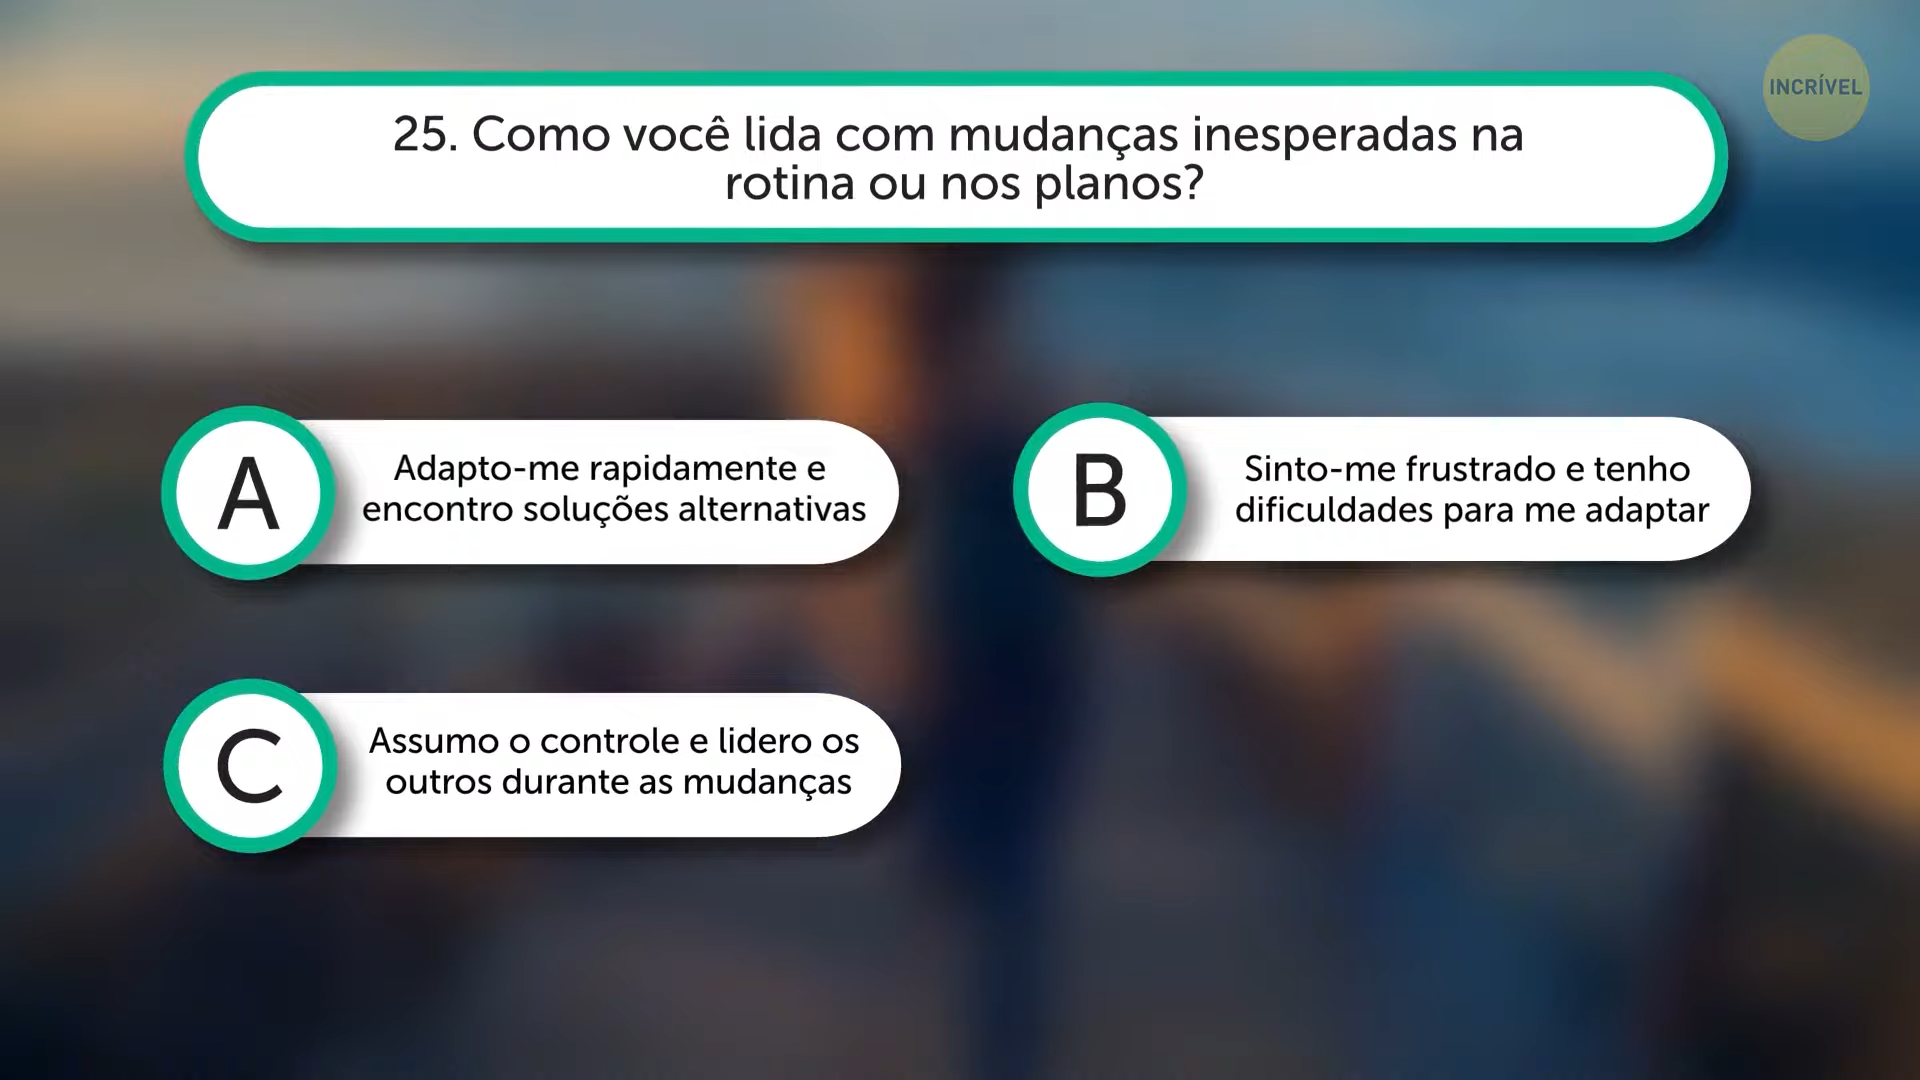 INCRÍVEL
25. Como você lida com mudanças inesperadas na
rotina ou nos planos?
A
Adapto-me rapidamente e
encontro soluções alternativas
B
Sinto-me frustrado e tenho
dificuldades para me adaptar
C
Assumo o controle e lidero os
outros durante as mudanças